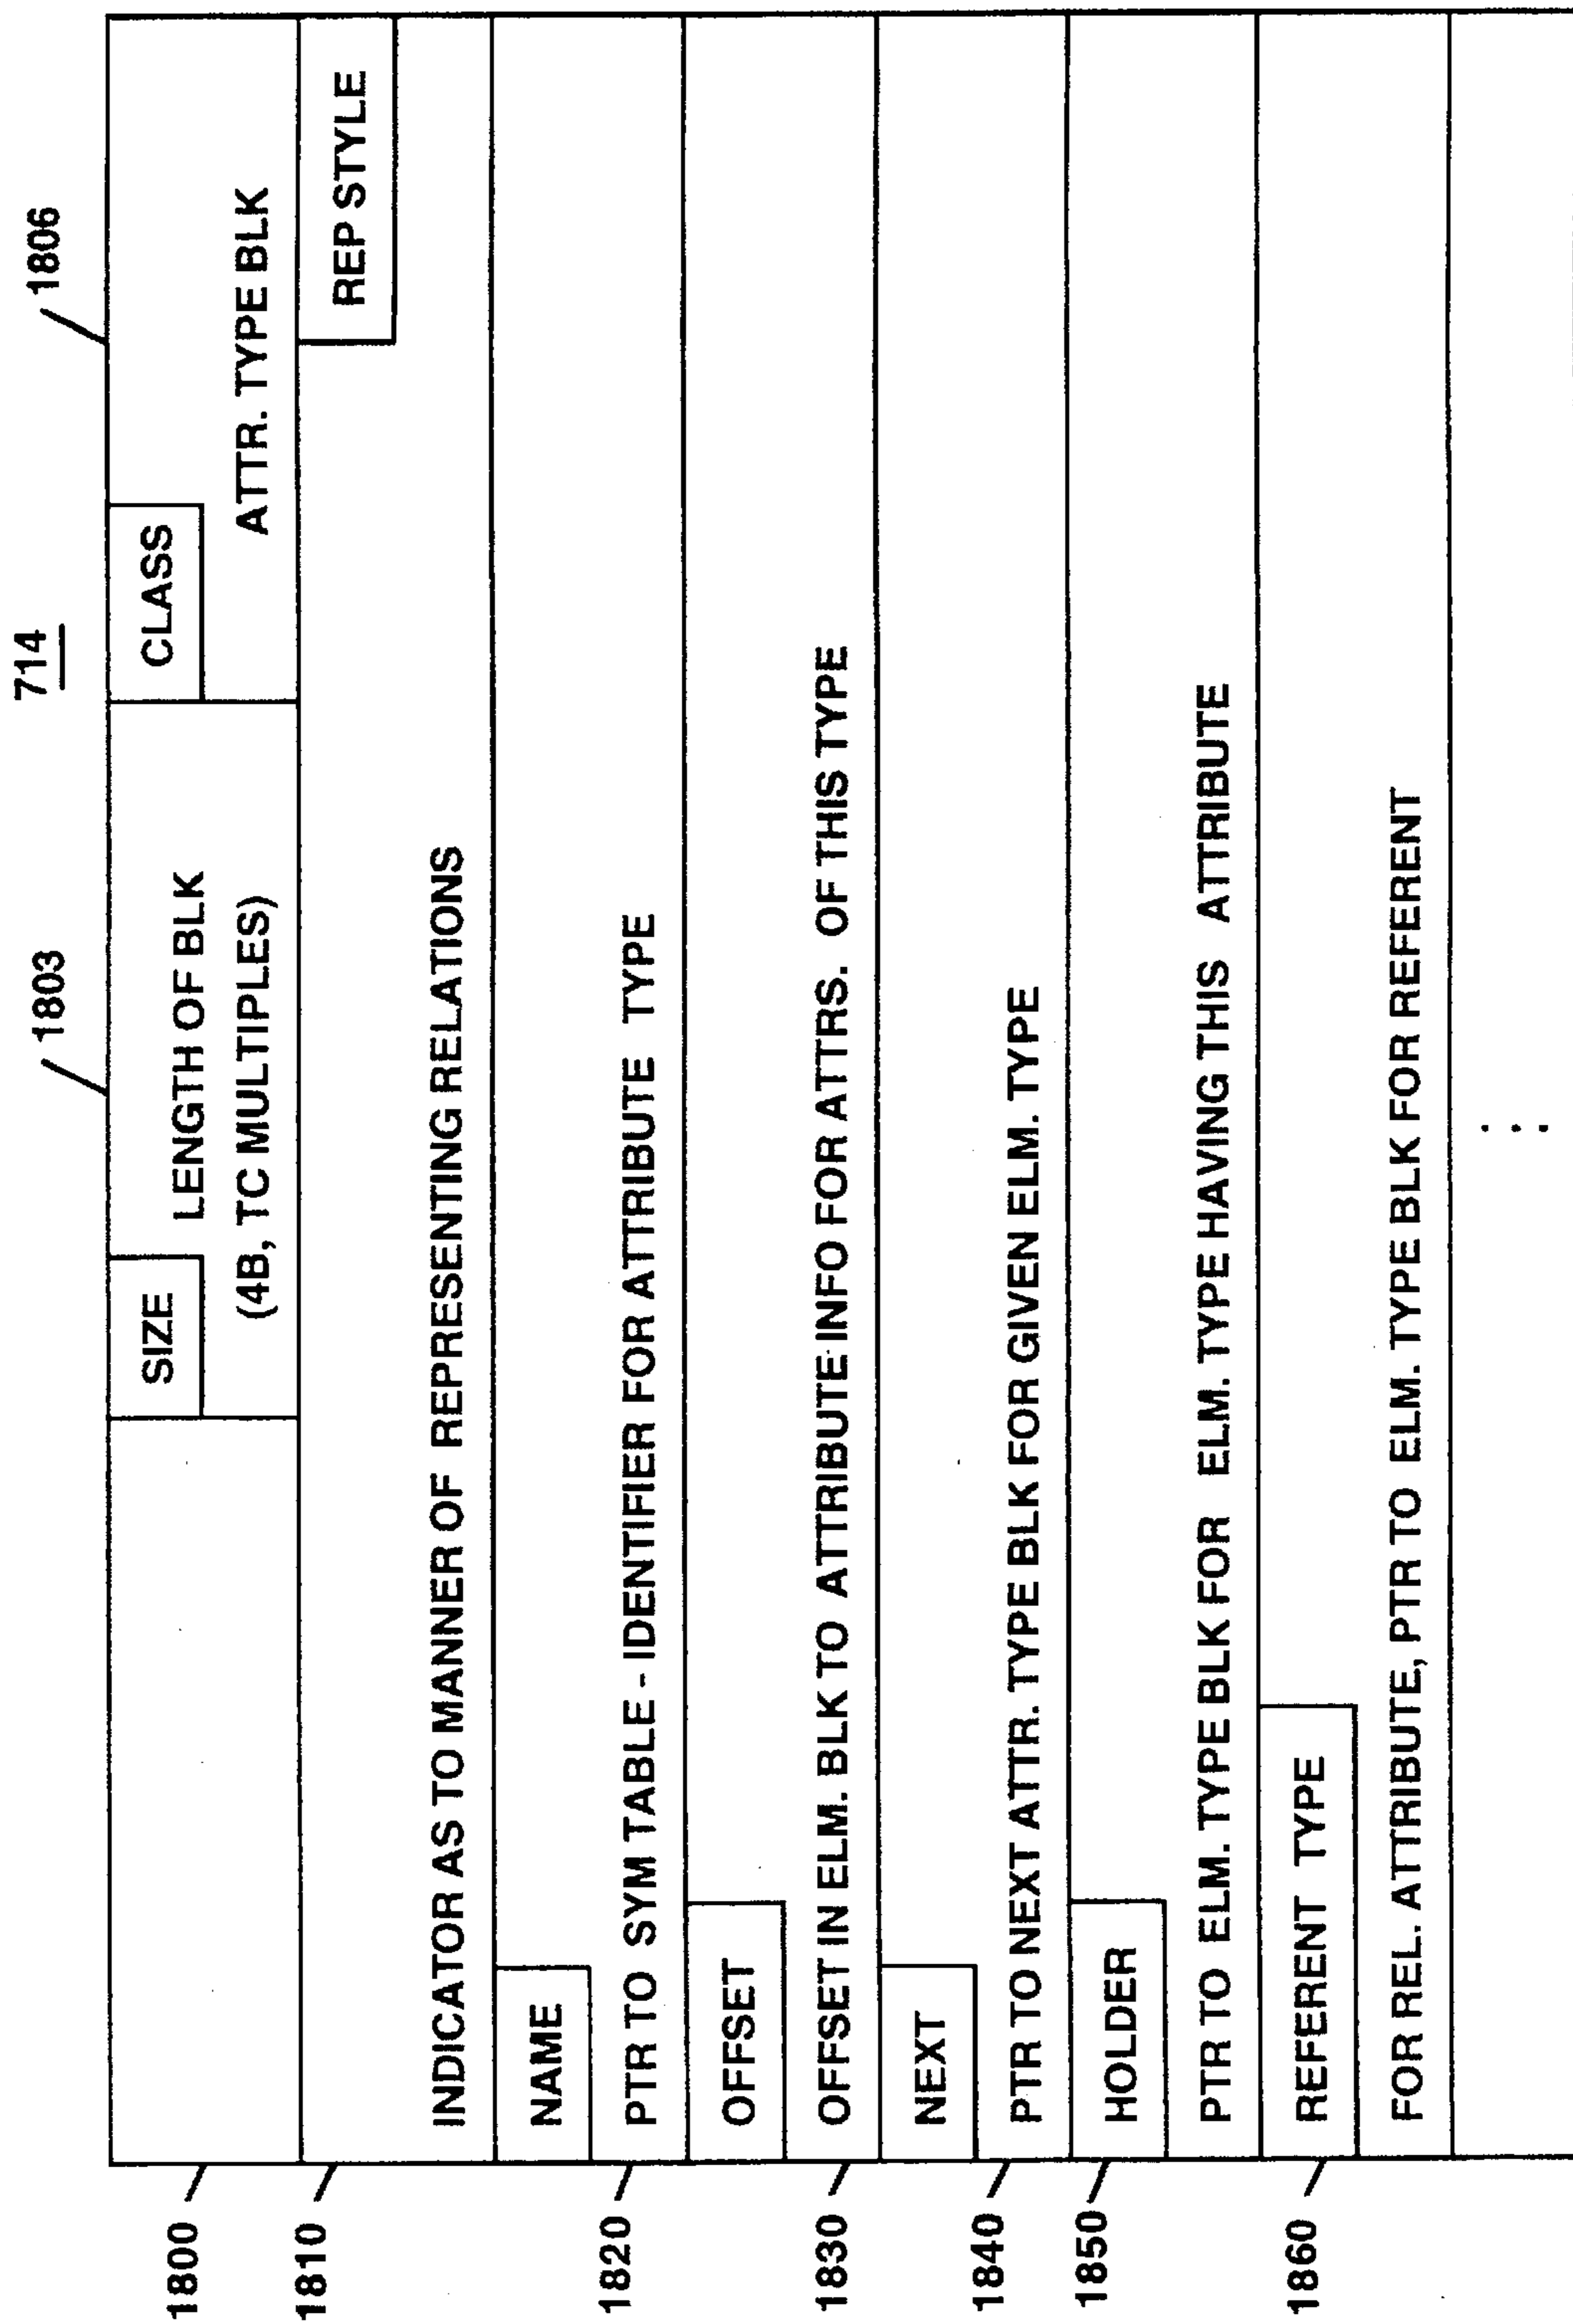 714
1803
1806
1800
SIZE
LENGTH OF BLK
(4B, TC MULTIPLES)
CLASS
ATTR. TYPE BLK
1810
REP STYLE
INDICATOR AS TO MANNER OF REPRESENTING RELATIONS
NAME
1820
PTR TO SYM TABLE - IDENTIFIER FOR ATTRIBUTE TYPE
OFFSET
1830
OFFSET IN ELM. BLK TO ATTRIBUTE INFO FOR ATTRS. OF THIS TYPE
NEXT
1840
PTR TO NEXT ATTR. TYPE BLK FOR GIVEN ELM. TYPE
1850
HOLDER
PTR TO ELM. TYPE BLK FOR ELM. TYPE HAVING THIS ATTRIBUTE
1860
REFERENT TYPE
FOR REL. ATTRIBUTE, PTR TO ELM. TYPE BLK FOR REFERENT
...